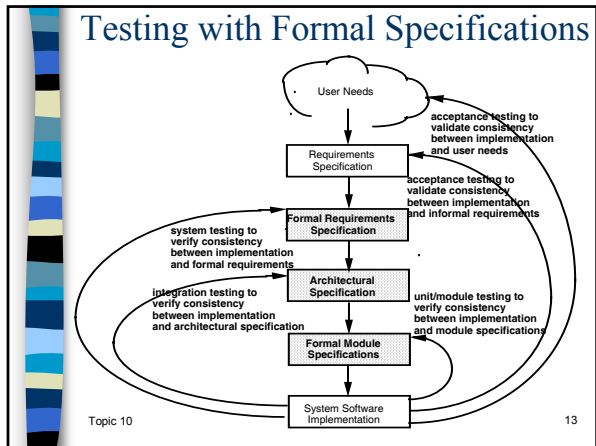 Testing with Formal Specifications
User Needs
acceptance testing to
validate consistency
between implementation
and user needs
Requirements
Specification
acceptance testing to
validate consistency
between implementation
and informal requirements
Formal Requirements
Specification
system testing to
verify consistency
between implementation
and formal requirements
Architectural
Specification
integration testing to
verify consistency
between implementation
and architectural specification
unit/module testing to
verify consistency
between implementation
and module specifications
Formal Module
Specifications
System Software
Implementation
Topic 10
13